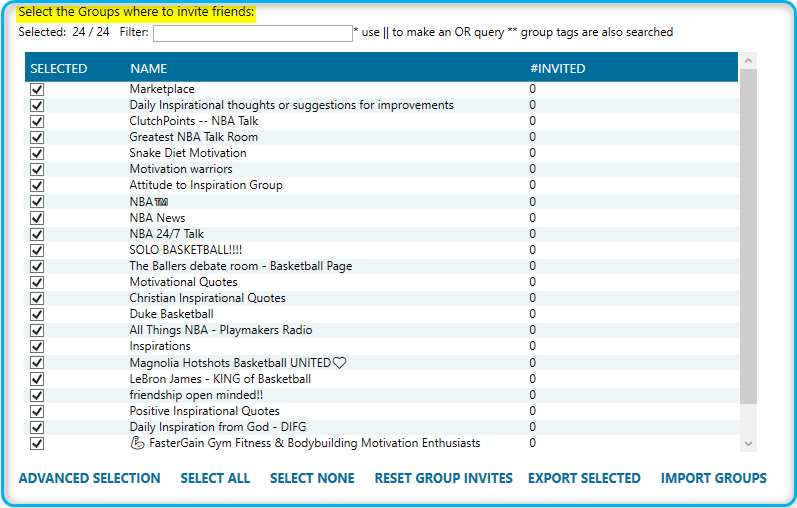 Select the Groups where to invite friends:
Selected: 24 / 24 Filter: * use || to make an OR query ** group tags are also searched
SELECTED NAME #INVITED
Marketplace 0
Daily Inspirational thoughts or suggestions for improvements 0
ClutchPoints -- NBA Talk 0
Greatest NBA Talk Room 0
Snake Diet Motivation 0
Motivation warriors 0
Attitude to Inspiration Group 0
NBA™️ 0
NBA News 0
NBA 24/7 Talk 0
SOLO BASKETBALL!!!! 0
The Ballers debate room - Basketball Page 0
Motivational Quotes 0
Christian Inspirational Quotes 0
Duke Basketball 0
All Things NBA - Playmakers Radio 0
Inspirations 0
Magnolia Hotshots Basketball UNITED♡ 0
LeBron James - KING of Basketball 0
friendship open minded!! 0
Positive Inspirational Quotes 0
Daily Inspiration from God - DIFG 0
💪 FasterGain Gym Fitness & Bodybuilding Motivation Enthusiasts 0
ADVANCED SELECTION SELECT ALL SELECT NONE RESET GROUP INVITES EXPORT SELECTED IMPORT GROUPS